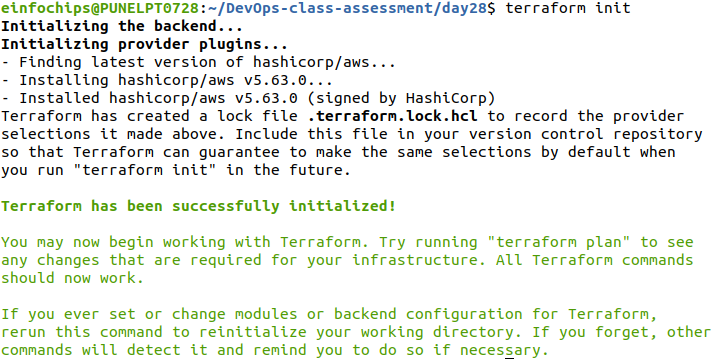 einfochips@PUNELPT0728:~/DevOps-class-assessment/day28$ terraform init
Initializing the backend...
Initializing provider plugins...
- Finding latest version of hashicorp/aws...
- Installing hashicorp/aws v5.63.0...
- Installed hashicorp/aws v5.63.0 (signed by HashiCorp)
Terraform has created a lock file .terraform.lock.hcl to record the provider
selections it made above. Include this file in your version control repository
so that Terraform can guarantee to make the same selections by default when
you run "terraform init" in the future.
Terraform has been successfully initialized!
You may now begin working with Terraform. Try running "terraform plan" to see
any changes that are required for your infrastructure. All Terraform commands
should now work.
If you ever set or change modules or backend configuration for Terraform,
rerun this command to reinitialize your working directory. If you forget, other
commands will detect it and remind you to do so if necessary.